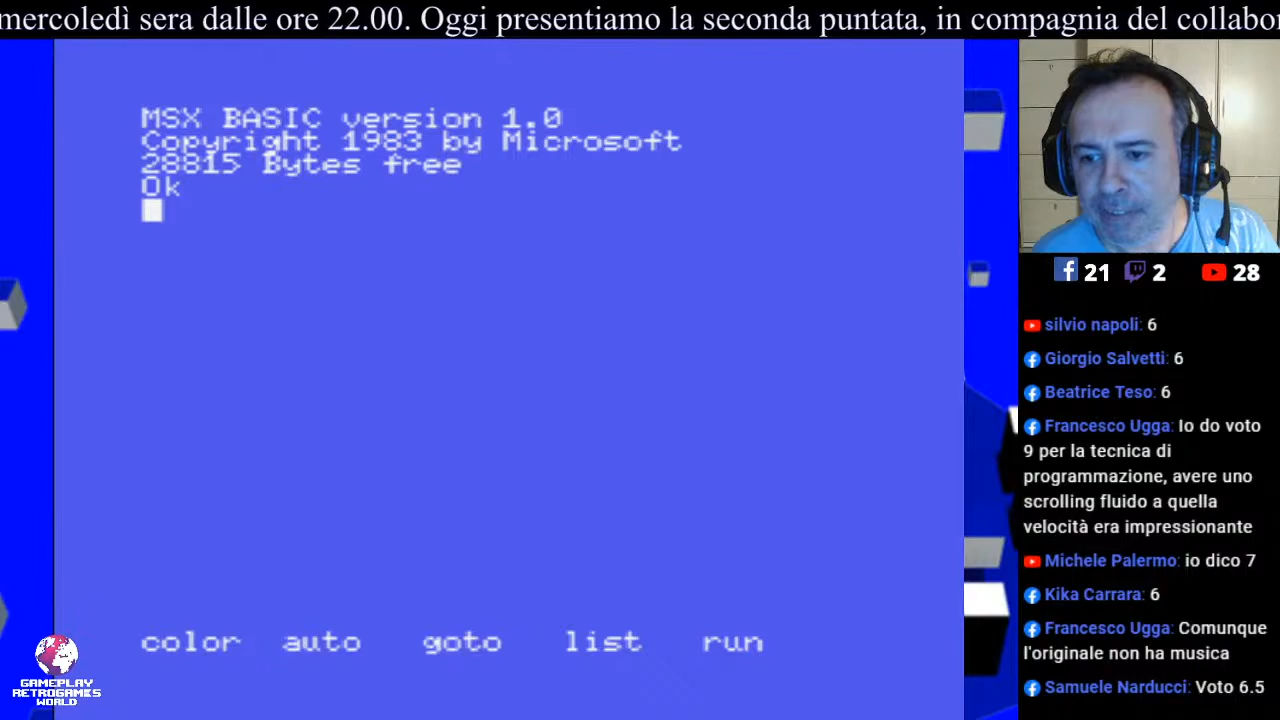 mercoledì sera dalle ore 22.00. Oggi presentiamo la seconda puntata, in compagnia del collabor
MSX BASIC version 1.0
Copyright 1983 by Microsoft
28815 Bytes free
Ok
color auto goto list run
GAMEPLAY
RETROGAMES
WORLD
21 2 28
silvio napoli: 6
Giorgio Salvetti: 6
Beatrice Teso: 6
Francesco Ugga: Io do voto
9 per la tecnica di
programmazione, avere uno
scrolling fluido a quella
velocità era impressionante
Michele Palermo: io dico 7
Kika Carrara: 6
Francesco Ugga: Comunque
l'originale non ha musica
Samuele Narducci: Voto 6.5